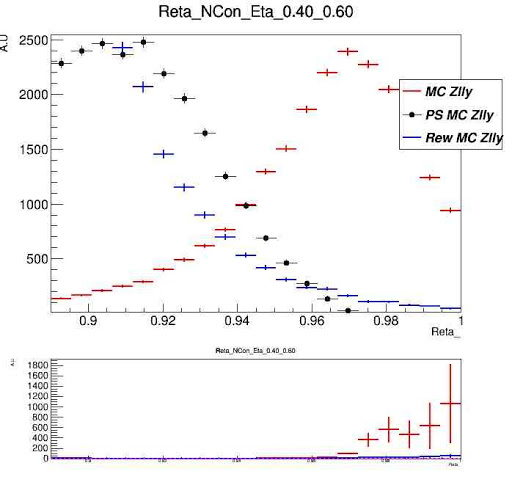 Reta_NCon_Eta_0.40_0.60
A.U
2500
2000
1500
1000
500
MC Zlly
PS MC Zlly
Rew MC Zlly
0.9 0.92 0.94 0.96 0.98 1
Reta_
Reta_NCon_Eta_0.40_0.60
A.U
1800
1600
1400
1200
1000
800
600
400
200
0
Reta